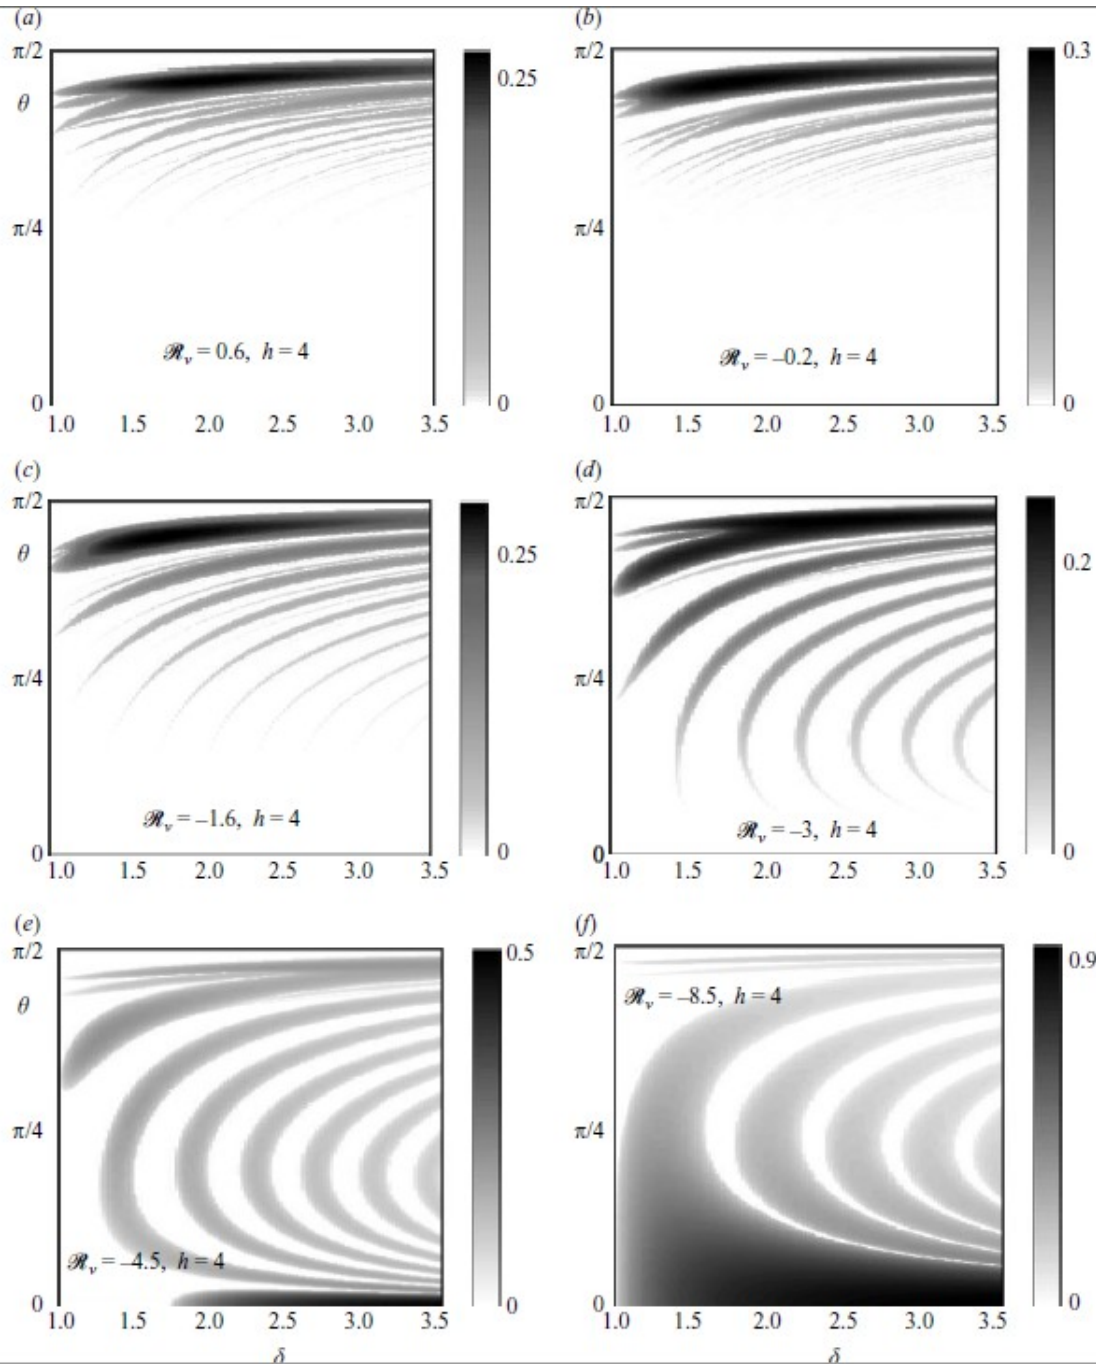 (a)
π/2
θ
π/4
0
1.0 1.5 2.0 2.5 3.0 3.5
ℛv = 0.6, h = 4
0.25
0
(b)
π/2
π/4
0
1.0 1.5 2.0 2.5 3.0 3.5
ℛv = –0.2, h = 4
0.3
0
(c)
π/2
θ
π/4
0
1.0 1.5 2.0 2.5 3.0 3.5
ℛv = –1.6, h = 4
0.25
0
(d)
π/2
π/4
0
1.0 1.5 2.0 2.5 3.0 3.5
ℛv = –3, h = 4
0.2
0
(e)
π/2
θ
π/4
0
1.0 1.5 2.0 2.5 3.0 3.5
δ
ℛv = –4.5, h = 4
0.5
0
(f)
π/2
π/4
0
1.0 1.5 2.0 2.5 3.0 3.5
δ
ℛv = –8.5, h = 4
0.9
0